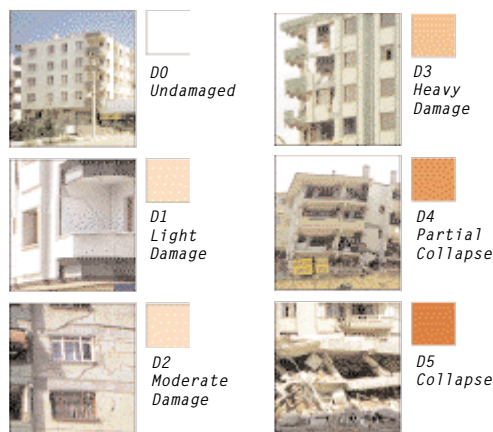 D0
Undamaged
D1
Light
Damage
D2
Moderate
Damage
D3
Heavy
Damage
D4
Partial
Collapse
D5
Collapse